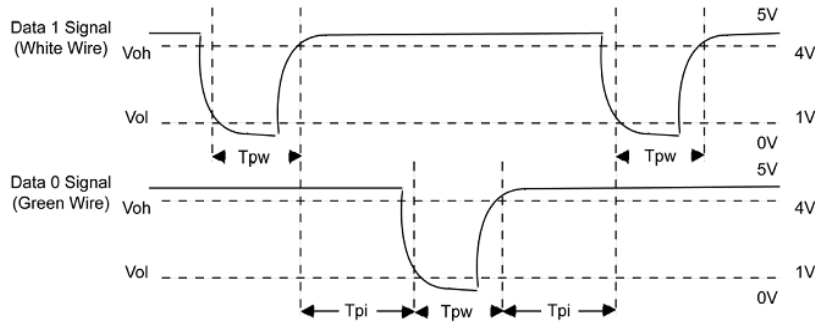 Data 1 Signal
(White Wire)
Voh
Vol
5V
4V
1V
0V
Tpw
Tpw
Data 0 Signal
(Green Wire)
Voh
Vol
5V
4V
1V
0V
Tpi
Tpw
Tpi